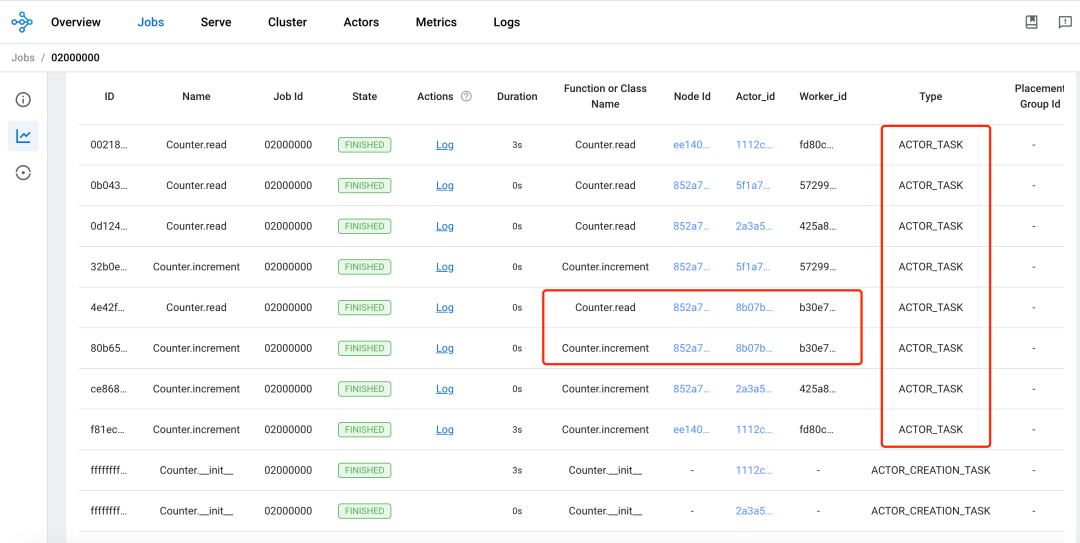 Overview Jobs Serve Cluster Actors Metrics Logs
Jobs / 02000000
ID Name Job Id State Actions Duration Function or Class Name Node Id Actor_id Worker_id Type Placement Group Id
00218... Counter.read 02000000 FINISHED Log 3s Counter.read ee140... 1112c... fd80c... ACTOR_TASK -
0b043... Counter.read 02000000 FINISHED Log 0s Counter.read 852a7... 5f1a7... 57299... ACTOR_TASK -
0d124... Counter.read 02000000 FINISHED Log 0s Counter.read 852a7... 2a3a5... 425a8... ACTOR_TASK -
32b0e... Counter.increment 02000000 FINISHED Log 0s Counter.increment 852a7... 5f1a7... 57299... ACTOR_TASK -
4e42f... Counter.read 02000000 FINISHED Log 0s Counter.read 852a7... 8b07b... b30e7... ACTOR_TASK -
80b65... Counter.increment 02000000 FINISHED Log 0s Counter.increment 852a7... 8b07b... b30e7... ACTOR_TASK -
ce868... Counter.increment 02000000 FINISHED Log 0s Counter.increment 852a7... 2a3a5... 425a8... ACTOR_TASK -
f81ec... Counter.increment 02000000 FINISHED Log 3s Counter.increment ee140... 1112c... fd80c... ACTOR_TASK -
ffffffff... Counter.__init__ 02000000 FINISHED 3s Counter.__init__ - 1112c... - ACTOR_CREATION_TASK -
ffffffff... Counter.__init__ 02000000 FINISHED 0s Counter.__init__ - 2a3a5... - ACTOR_CREATION_TASK -